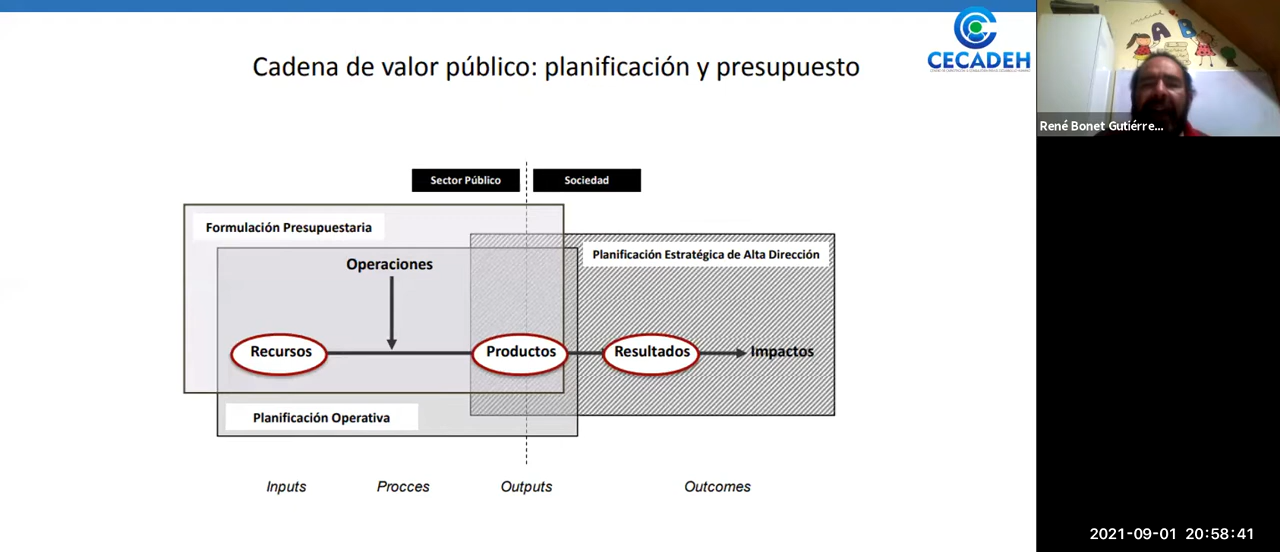 CECADEH
Cadena de valor público: planificación y presupuesto
René Bonet Gutiérre...
Sector Público
Sociedad
Formulación Presupuestaria
Planificación Estratégica de Alta Dirección
Operaciones
Recursos
Productos
Resultados
Impactos
Planificación Operativa
Inputs
Procces
Outputs
Outcomes
2021-09-01 20:58:41